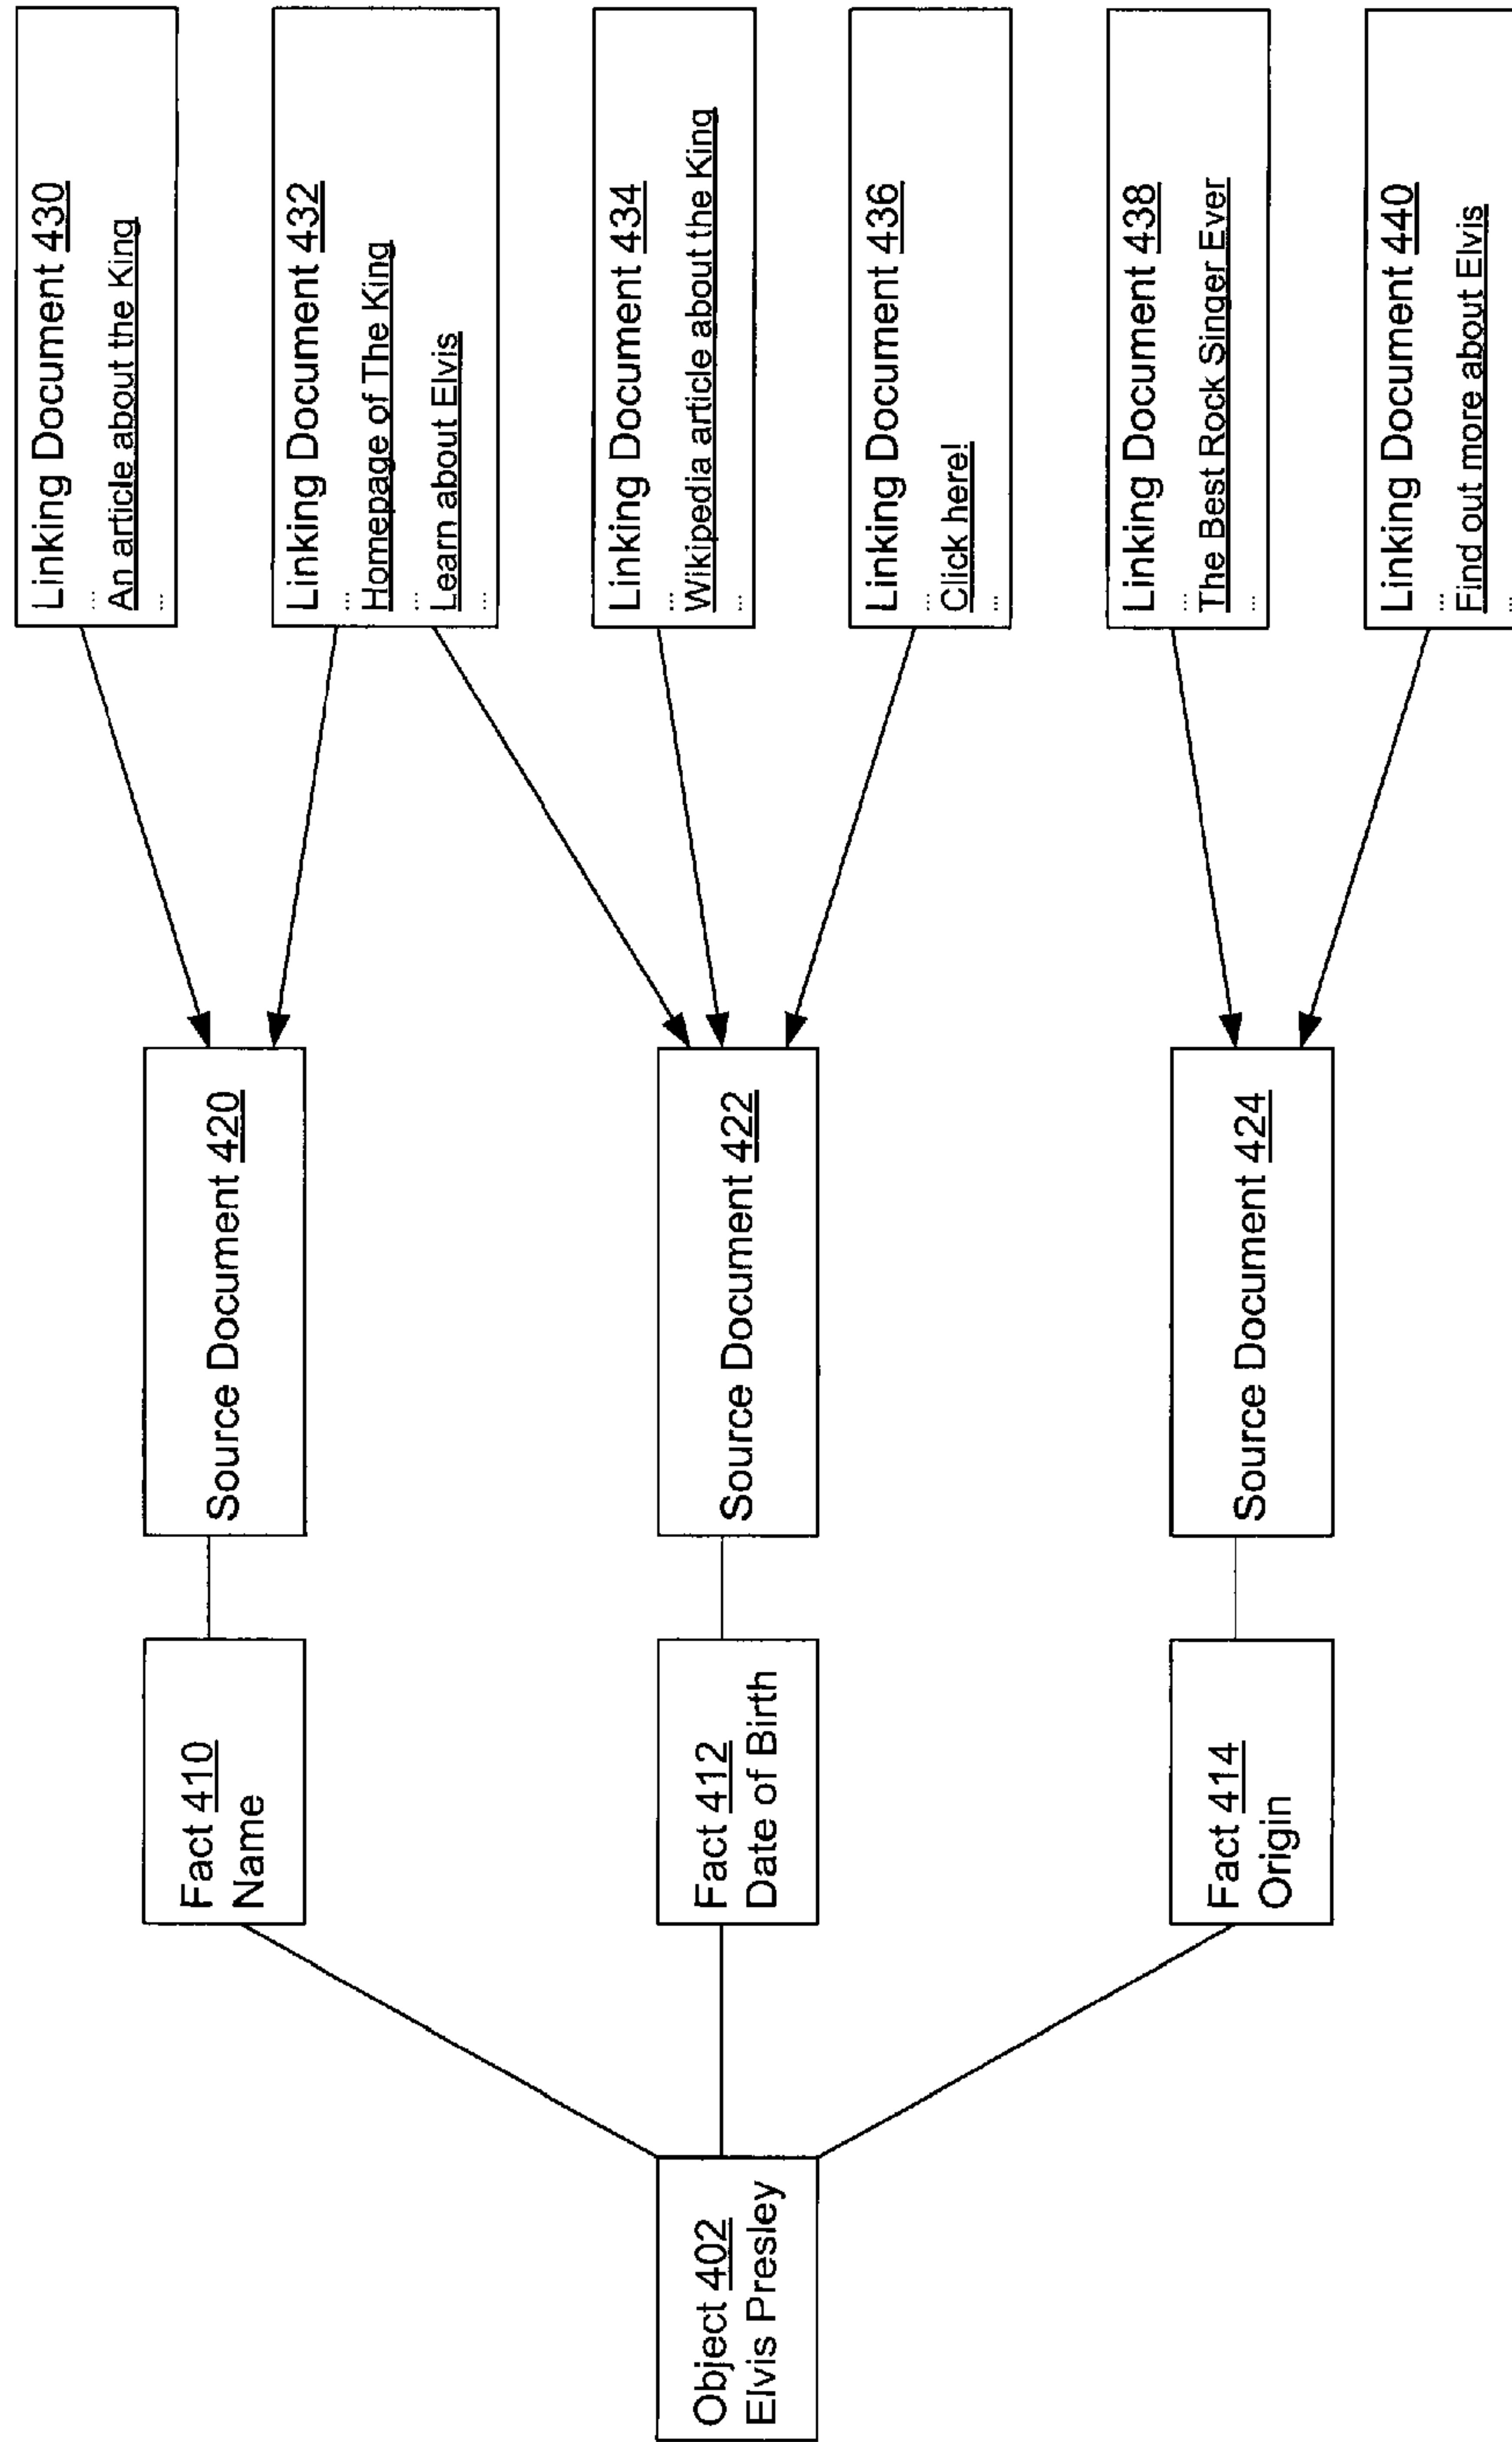 Object 402
Elvis Presley
Fact 410
Name
Fact 412
Date of Birth
Fact 414
Origin
Source Document 420
Source Document 422
Source Document 424
Linking Document 430
...
An article about the King
...
Linking Document 432
...
Homepage of The King
...
Learn about Elvis
...
Linking Document 434
...
Wikipedia article about the King
...
Linking Document 436
...
Click here!
...
Linking Document 438
...
The Best Rock Singer Ever
...
Linking Document 440
...
Find out more about Elvis
...